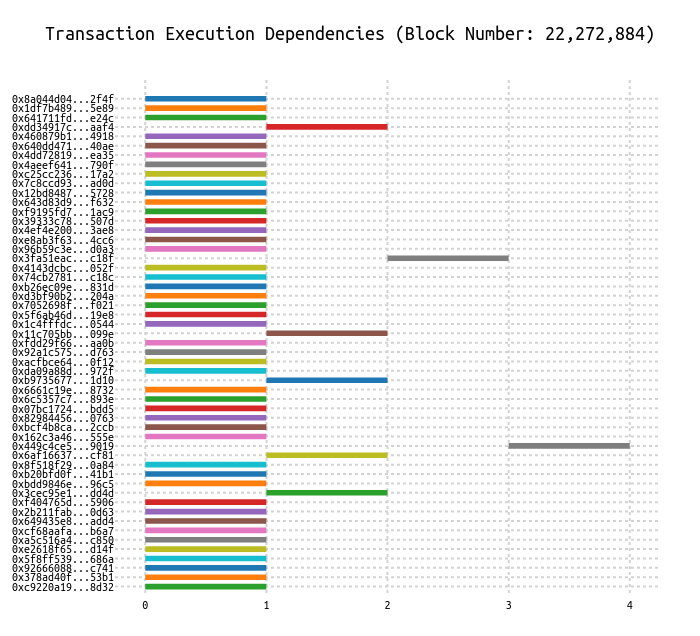 Transaction Execution Dependencies (Block Number: 22,272,884)
0x8a044d04...2f4f
0x1df7b489...5e89
0x641711fd...e24c
0xdd34917c...aaf4
0x460879b1...4918
0x640dd471...40ae
0x4dd72819...ea35
0x4aeef641...790f
0xc25cc236...17a2
0x7c8ccd93...ad0d
0x12bd8487...5728
0x643d83d9...f632
0xf9195fd7...1ac9
0x39333c78...507d
0x4ef4e200...3ae8
0xe8ab3f63...4cc6
0x96b59c3e...d0a3
0x3fa51eac...c18f
0x4143dcbc...052f
0x74cb2781...c18c
0xb26ec09e...831d
0xd3bf90b2...204a
0x7052698f...f021
0x5f6ab46d...19e8
0x1c4fffdc...0544
0x11c705bb...099e
0xfdd29f66...aa0b
0x92a1c575...d763
0xacfbce64...0f12
0xda09a88d...972f
0xb9735677...1d10
0x6661c19e...8732
0x6c5357c7...893e
0x07bc1724...bdd5
0x82984456...0763
0xbcf4b8ca...2ccb
0x162c3a46...555e
0x449c4ce5...9019
0x6af16637...cf81
0x8f518f29...0a84
0xb20bfd0f...41b1
0xbdd9846e...96c5
0x3cec95e1...dd4d
0xf404765d...5906
0x2b211fab...0d63
0x649435e8...add4
0xcf68aafa...b6a7
0xa5c516a4...c850
0xe2618f65...d14f
0x5f8ff539...686a
0x92666088...c741
0x378ad40f...53b1
0xc9220a19...8d32
0 1 2 3 4